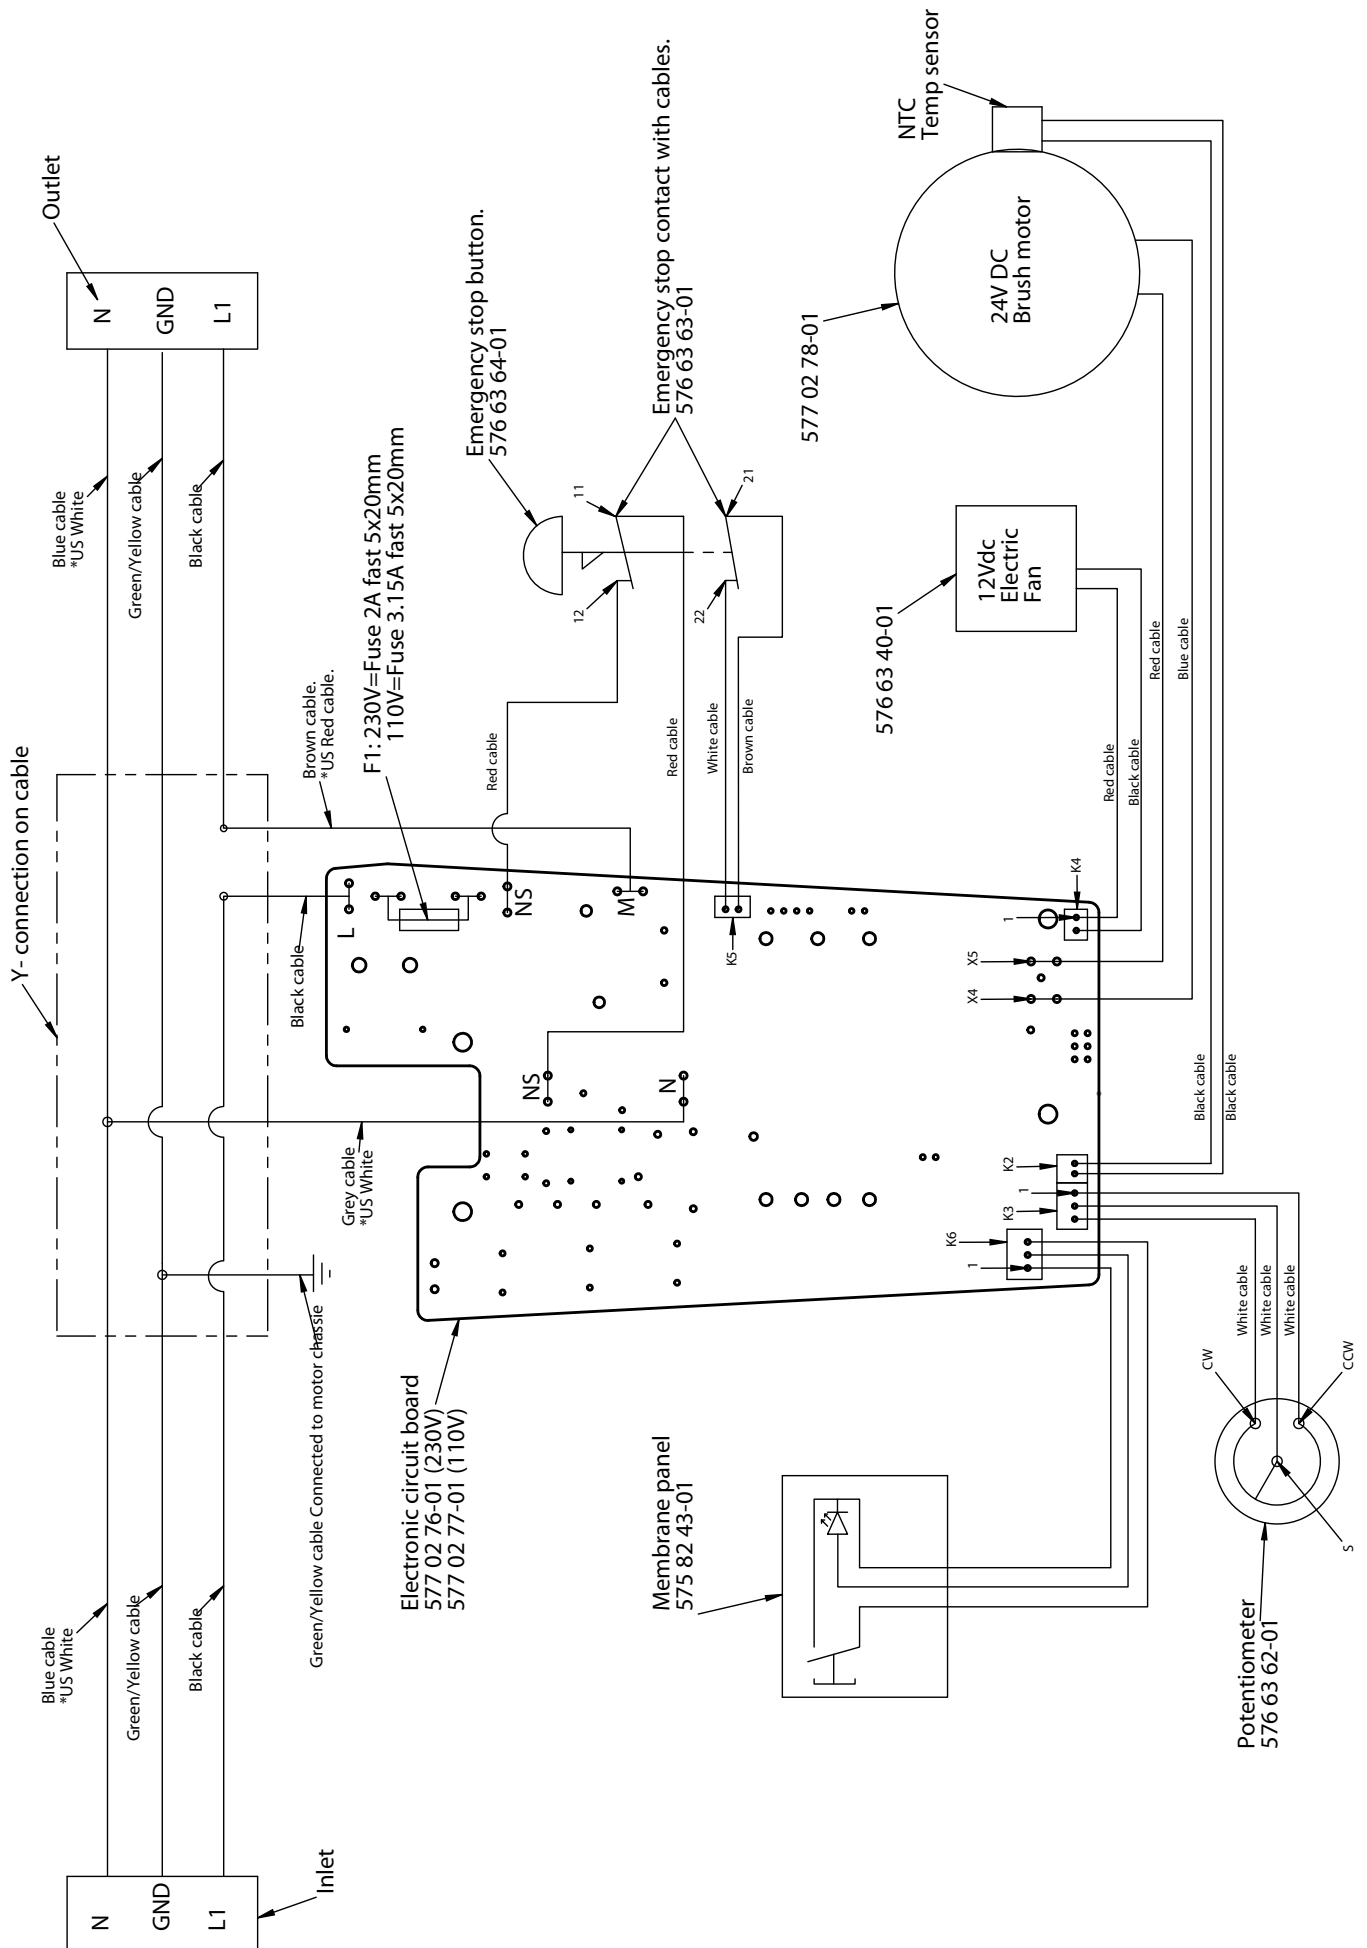 N
GND
L1
Inlet
Blue cable
*US White
Green/Yellow cable
Black cable
Y- connection on cable
Blue cable
*US White
Green/Yellow cable
Black cable
Outlet
N
GND
L1
Green/Yellow cable Connected to motor chassie
Grey cable
*US White
Black cable
Brown cable.
*US Red cable.
F1: 230V=Fuse 2A fast 5x20mm
110V=Fuse 3.15A fast 5x20mm
Emergency stop button.
576 63 64-01
Emergency stop contact with cables.
576 63 63-01
11
12
21
22
Red cable
Red cable
White cable
Brown cable
L
NS
M
NS
N
K5
Electronic circuit board
577 02 76-01 (230V)
577 02 77-01 (110V)
Membrane panel
575 82 43-01
K6
1
K3
1
K2
X4
X5
1
K4
576 63 40-01
12Vdc
Electric
Fan
577 02 78-01
24V DC
Brush motor
NTC
Temp sensor
Red cable
Black cable
Red cable
Blue cable
Black cable
Black cable
White cable
White cable
White cable
CW
CCW
S
Potentiometer
576 63 62-01